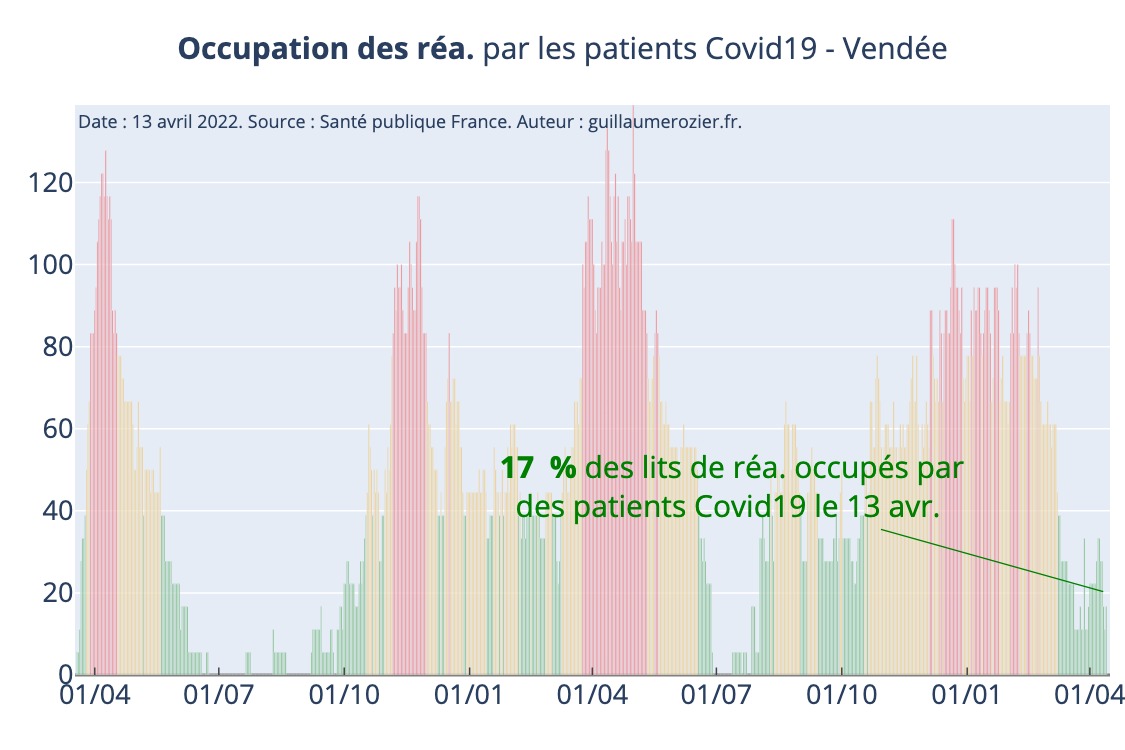 Occupation des réa. par les patients Covid19 - Vendée
Date : 13 avril 2022. Source : Santé publique France. Auteur : guillaumerozier.fr.
120
100
80
60
40
20
0
17 % des lits de réa. occupés par
des patients Covid19 le 13 avr.
01/04 01/07 01/10 01/01 01/04 01/07 01/10 01/01 01/04